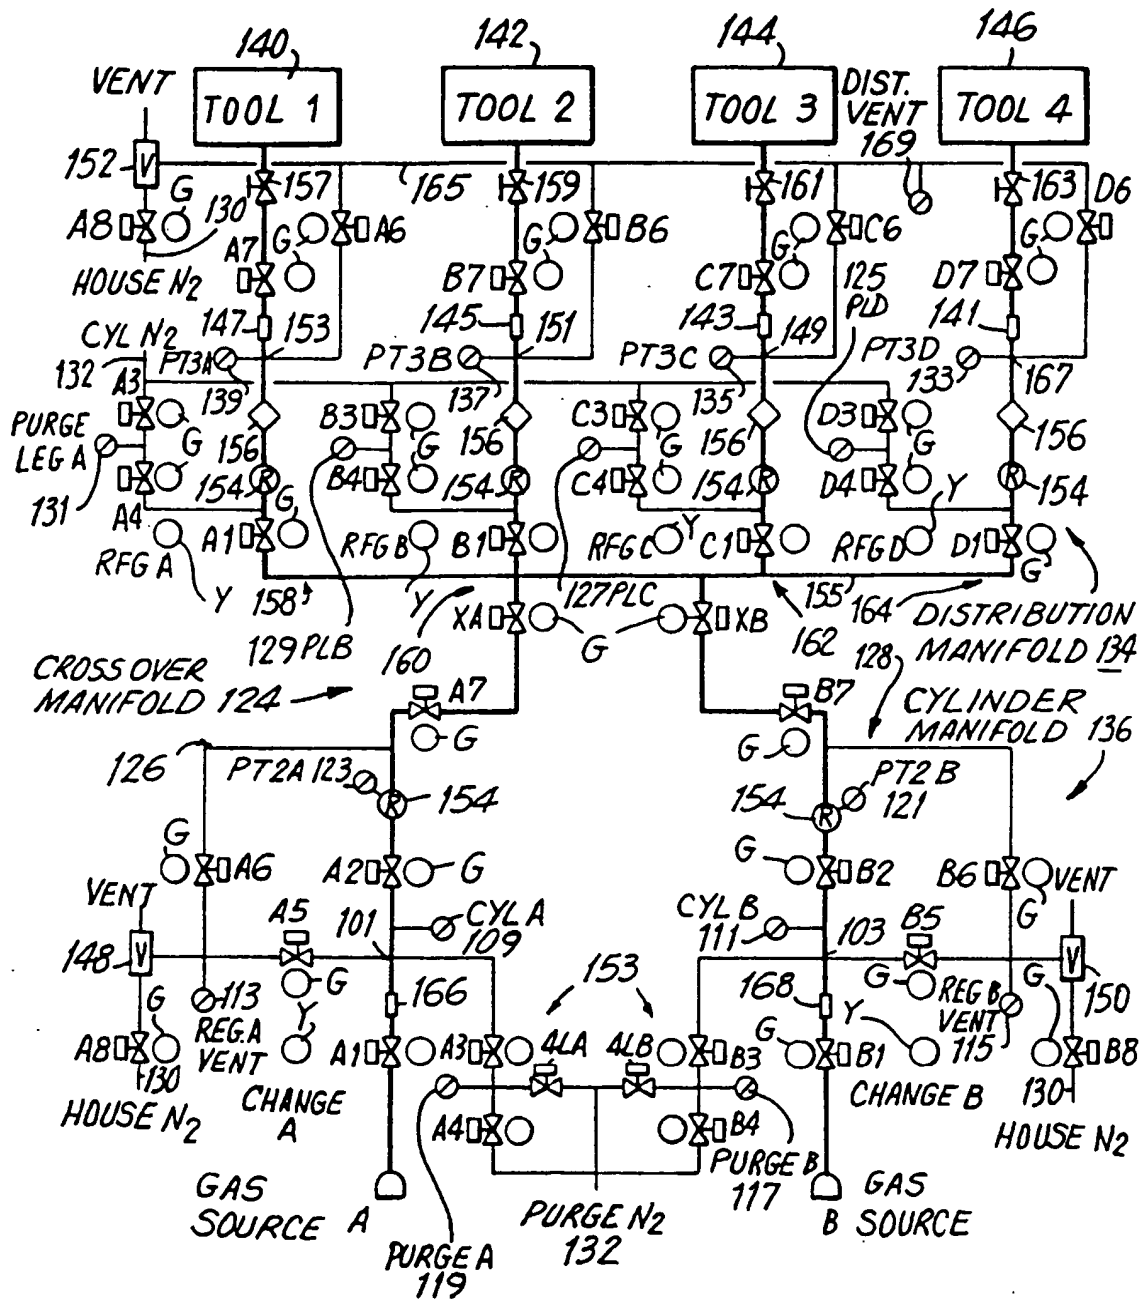 140
142
144
146
VENT
TOOL 1
TOOL 2
TOOL 3
DIST.
VENT
169
TOOL 4
152
V
157
165
159
161
163
D6
G
130
A8
A7
G
A6
G
B6
G
C6
G
HOUSE N2
B7
C7
125
PLD
D7
147
153
145
151
143
149
141
CYL N2
132
PT3A
PT3B
PT3C
PT3D
133
167
A3
139
B3
137
C3
135
D3
G
G
G
G
PURGE
LEG A
156
156
156
156
131
G
154
R
B4
154
R
C4
154
R
D4
Y
R
154
A4
G
A1
RFG A
RFG B
B1
RFG C
Y
C1
RFG D
D1
G
Y
158
Y
127 PLC
155
164
DISTRIBUTION
MANIFOLD 134
129 PLB
160
XA
G
XB
162
128
CROSS OVER
MANIFOLD 124
A7
B7
CYLINDER
MANIFOLD 136
G
G
126
PT2A 123
R
154
154
R
PT2 B
121
G
A6
A2
G
G
B2
B6
VENT
G
A5
101
CYL A
109
CYL B
111
103
B5
148
V
G
153
G
V
150
G
113
REG. A
VENT
Y
166
168
Y
REG B
VENT
115
G
A8
130
A1
A3
4LA
4LB
B3
G
B1
B8
HOUSE N2
CHANGE
A
CHANGE B
130
A4
B4
HOUSE N2
PURGE B
117
GAS
SOURCE A
PURGE N2
132
B
GAS
SOURCE
PURGE A
119